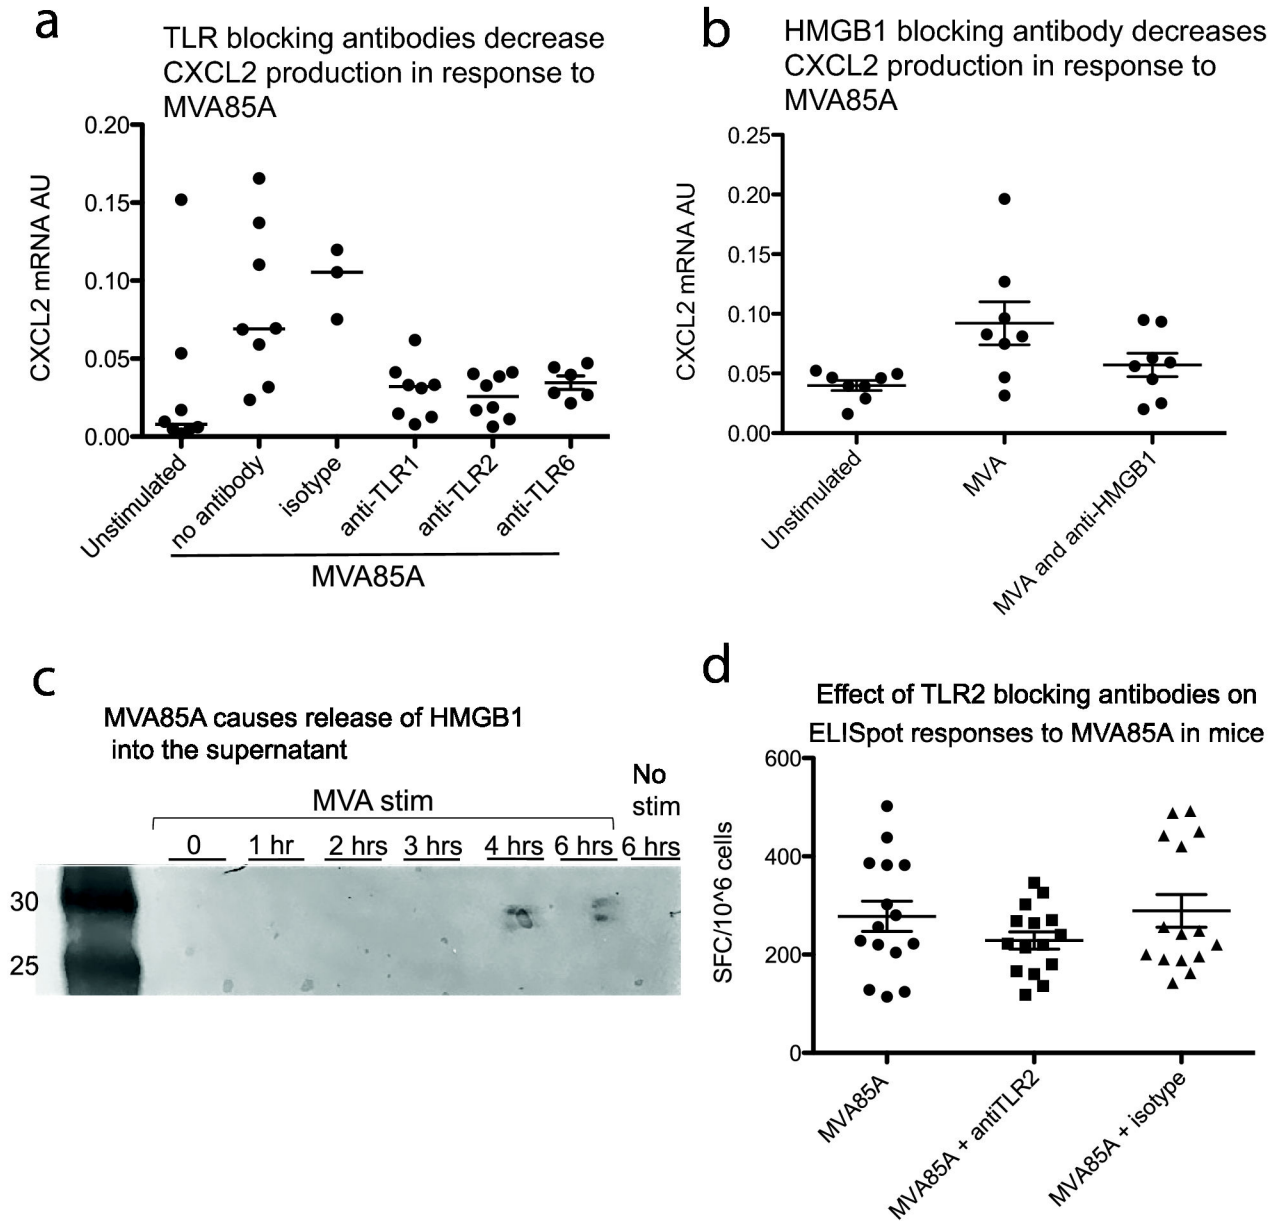 a
TLR blocking antibodies decrease
CXCL2 production in response to
MVA85A
CXCL2 mRNA AU
0.20
0.15
0.10
0.05
0.00
Unstimulated
no antibody
isotype
anti-TLR1
anti-TLR2
anti-TLR6
MVA85A
b
HMGB1 blocking antibody decreases
CXCL2 production in response to
MVA85A
CXCL2 mRNA AU
0.25
0.20
0.15
0.10
0.05
0.00
Unstimulated
MVA
MVA and anti-HMGB1
c
MVA85A causes release of HMGB1
into the supernatant
MVA stim
No
stim
0
1 hr
2 hrs
3 hrs
4 hrs
6 hrs
6 hrs
30
25
d
Effect of TLR2 blocking antibodies on
ELISpot responses to MVA85A in mice
SFC/10^6 cells
600
400
200
0
MVA85A
MVA85A + antiTLR2
MVA85A + isotype